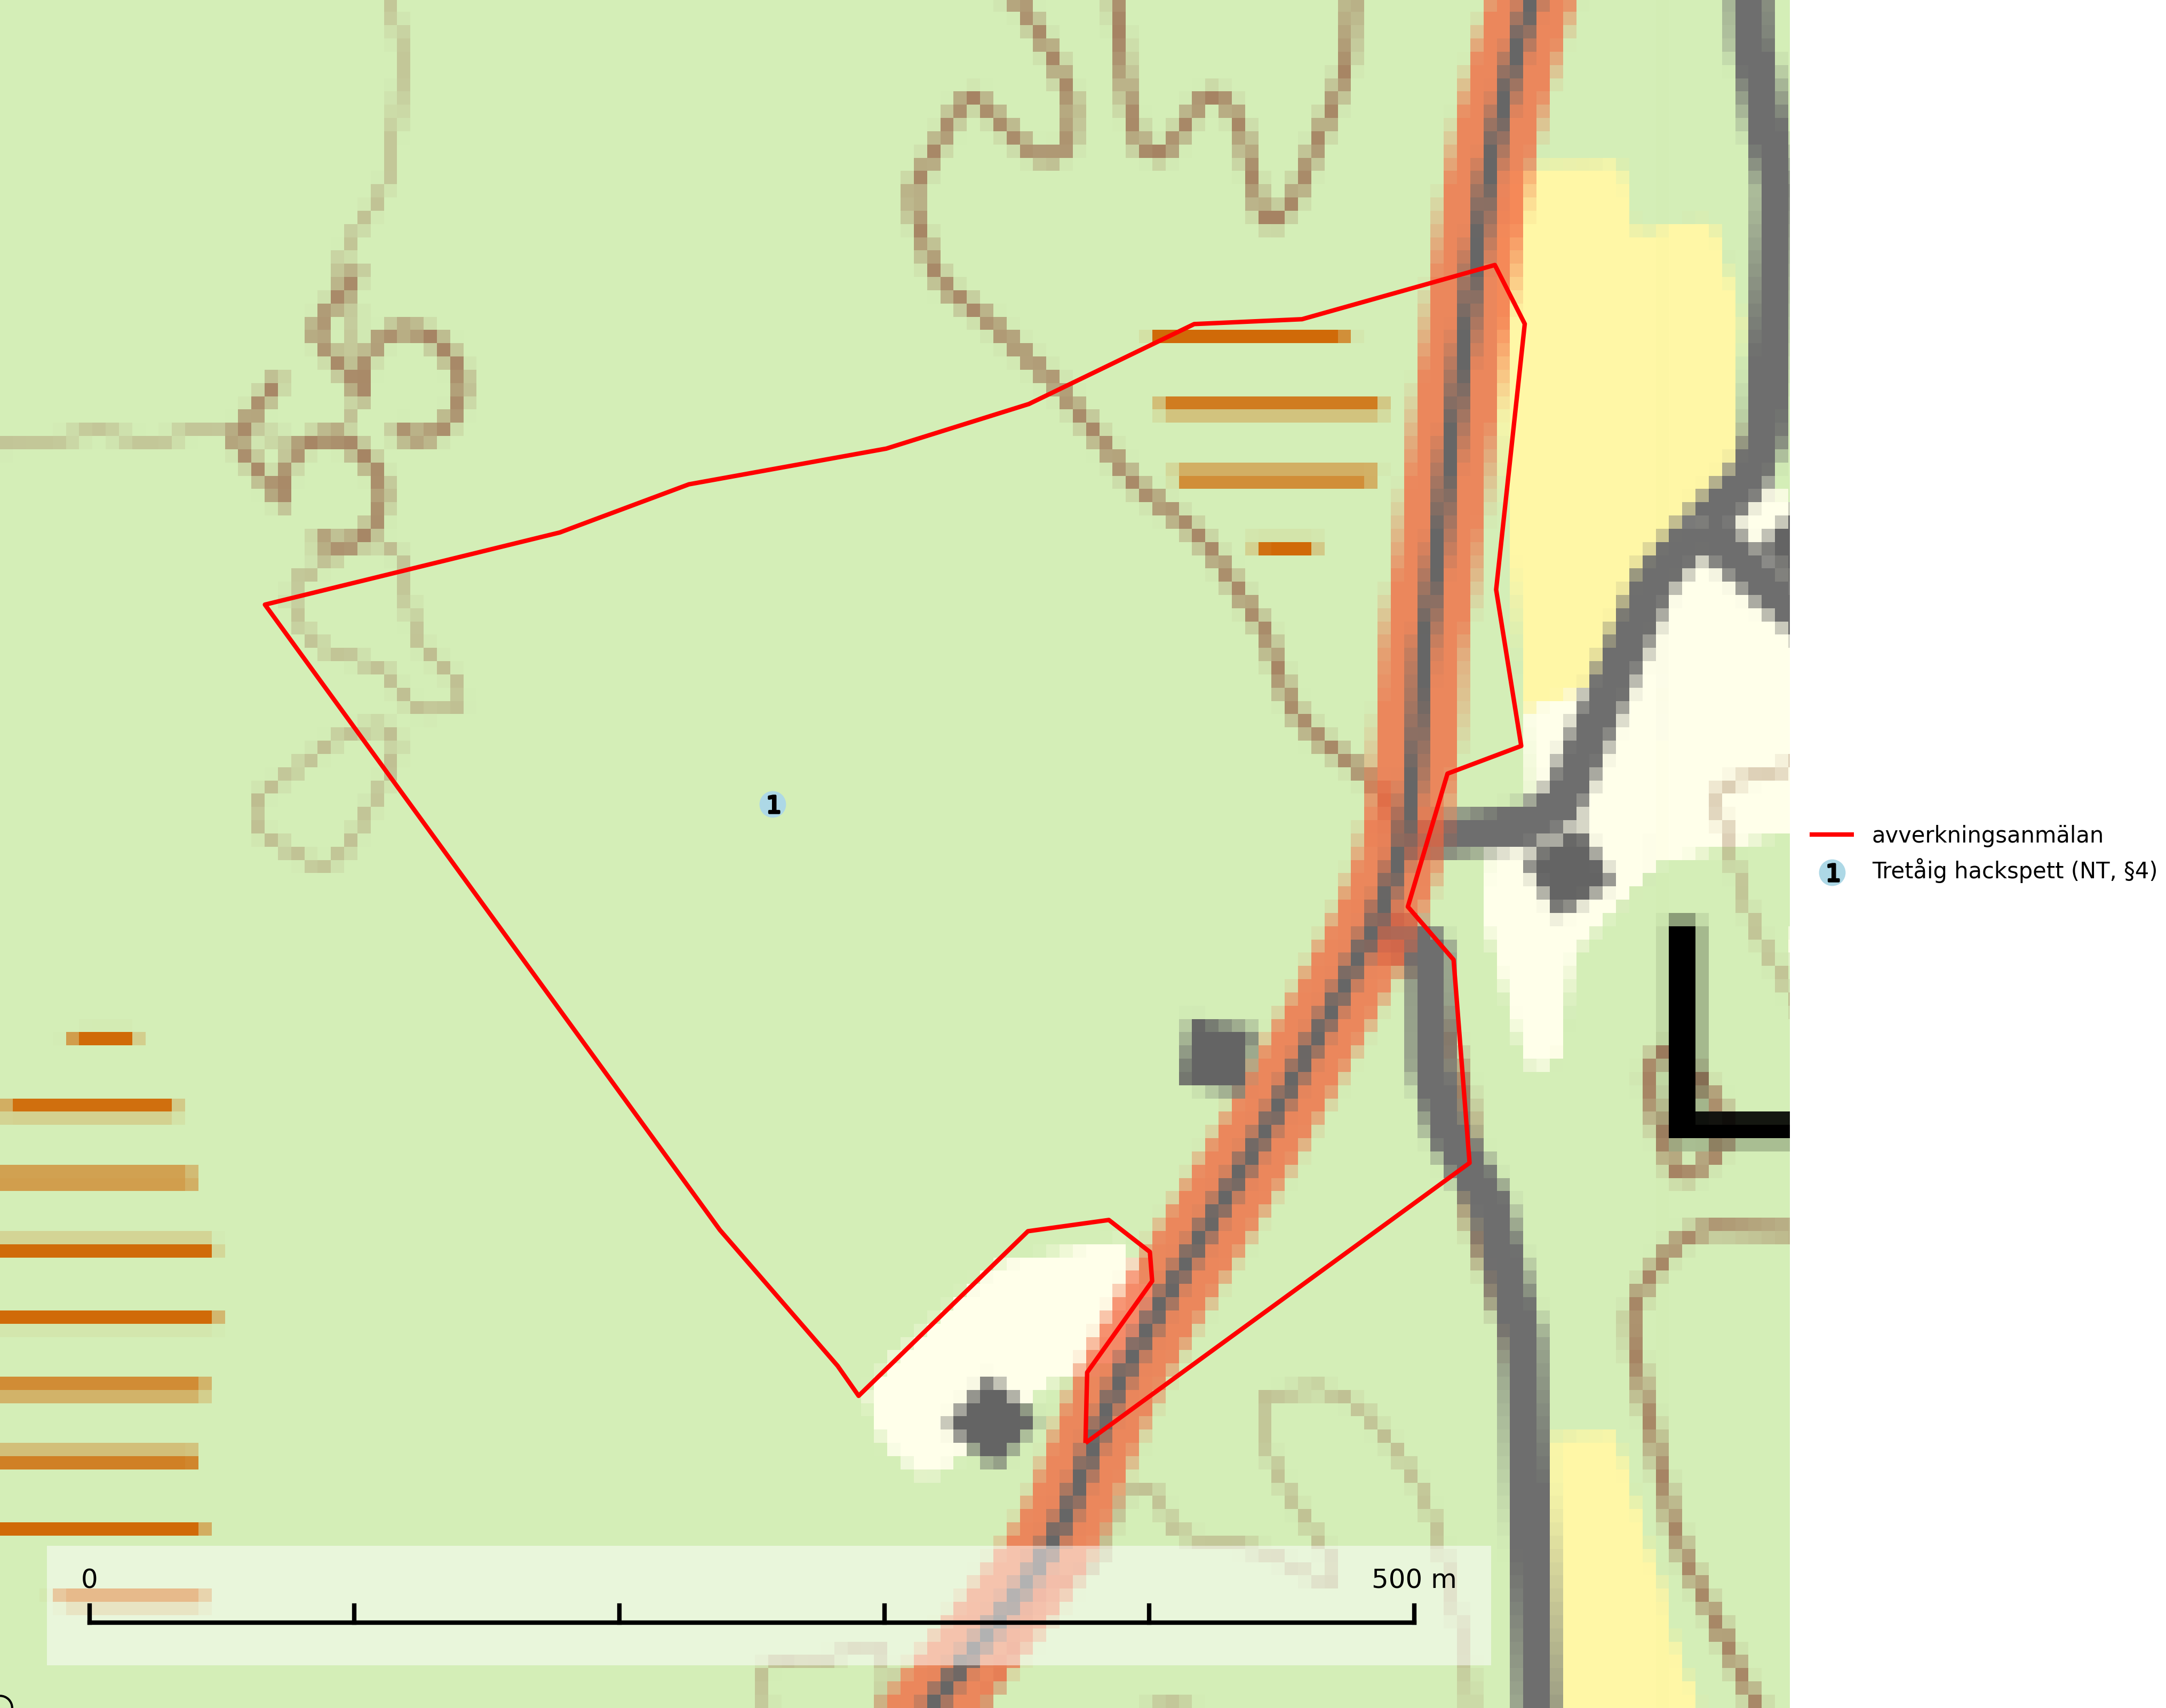 1
avverkningsanmälan
1 Tretåig hackspett (NT, §4)
0 500 m